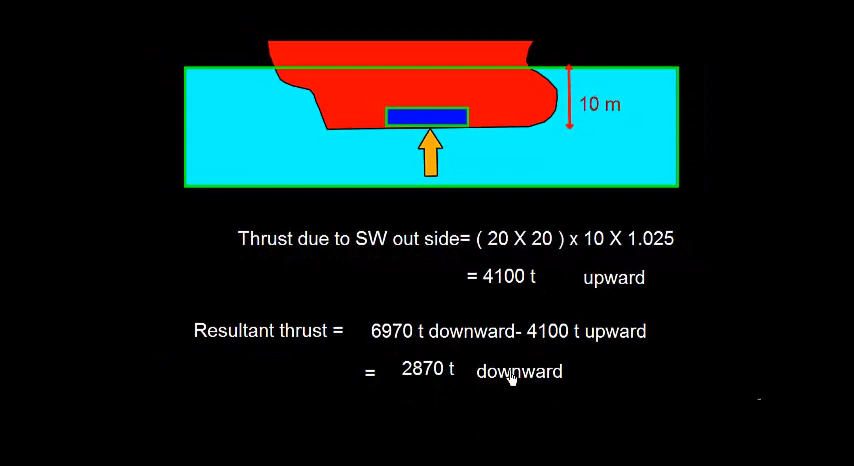 10 m
Thrust due to SW out side= ( 20 X 20 ) x 10 X 1.025
= 4100 t upward
Resultant thrust = 6970 t downward- 4100 t upward
= 2870 t downward